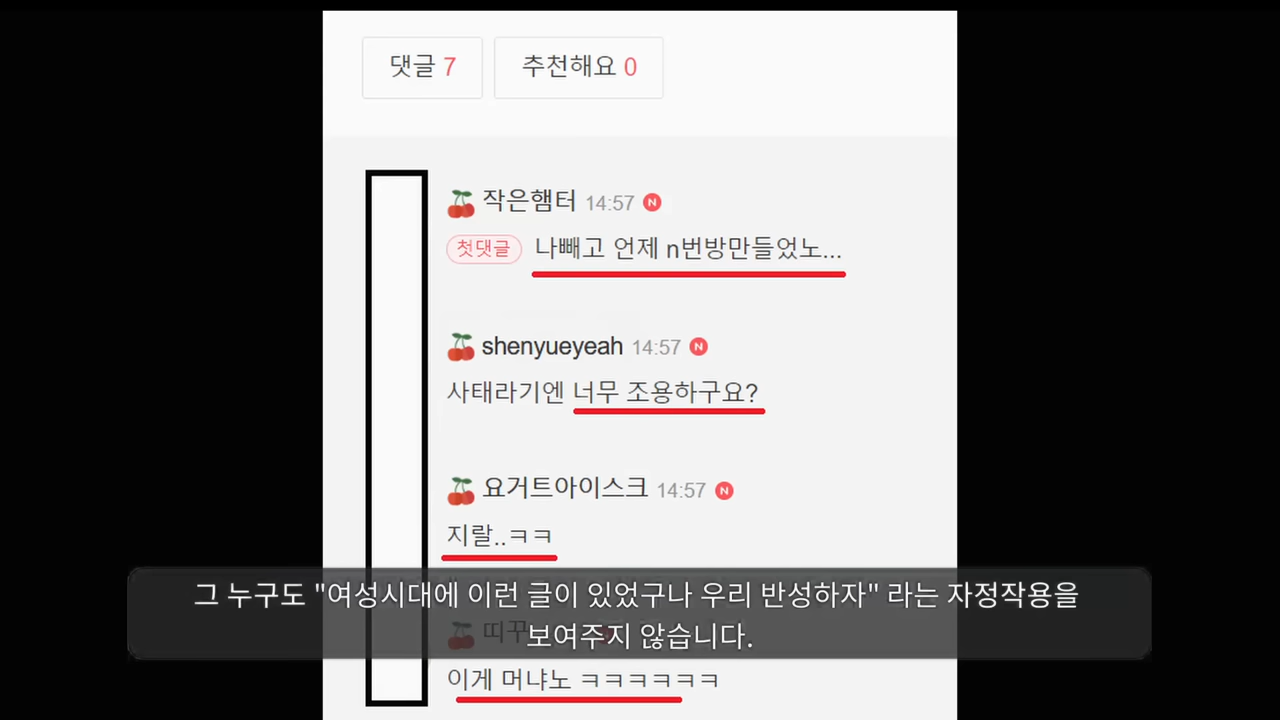 댓글 7 추천해요 0
작은햄터 14:57 N
첫댓글 나빼고 언제 n번방만들었노...
shenyueyeah 14:57 N
사태라기엔 너무 조용하구요?
요거트아이스크 14:57 N
지랄..ㅋㅋ
그 누구도 "여성시대에 이런 글이 있었구나 우리 반성하자" 라는 자정작용을
띠꾸
보여주지 않습니다.
이게 머냐노 ㅋㅋㅋㅋㅋㅋ